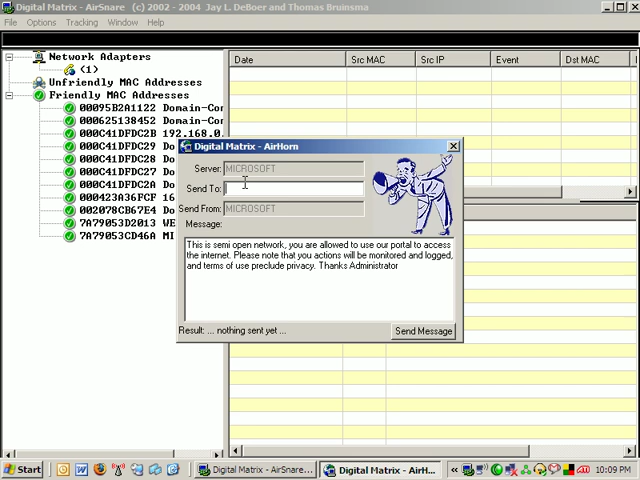 Digital Matrix - AirSnare (c) 2002 - 2004 Jay L. DeBoer and Thomas Bruinsma
File Options Tracking Window Help
Network Adapters
(1)
Unfriendly MAC Addresses
Friendly MAC Addresses
00095B2A1122 Domain-Com
000625138452 Domain-Com
000C41DFDC2B 192.168.0.
000C41DFDC29 Do
000C41DFDC28 Do
000C41DFDC27 Do
000C41DFDC2A Do
000423A36FCF 16
002078CB67E4 Do
7A79053D2013 WE
7A79053CD46A MI
Date Src MAC Src IP Event Dst MAC
Digital Matrix - AirHorn
Server: MICROSOFT
Send To:
Send From: MICROSOFT
Message:
This is semi open network, you are allowed to use our portal to access
the internet. Please note that you actions will be monitored and logged,
and terms of use preclude privacy. Thanks Administrator
Result: ... nothing sent yet ...
Send Message
Start Digital Matrix - AirSnare... Digital Matrix - AirH... 10:09 PM